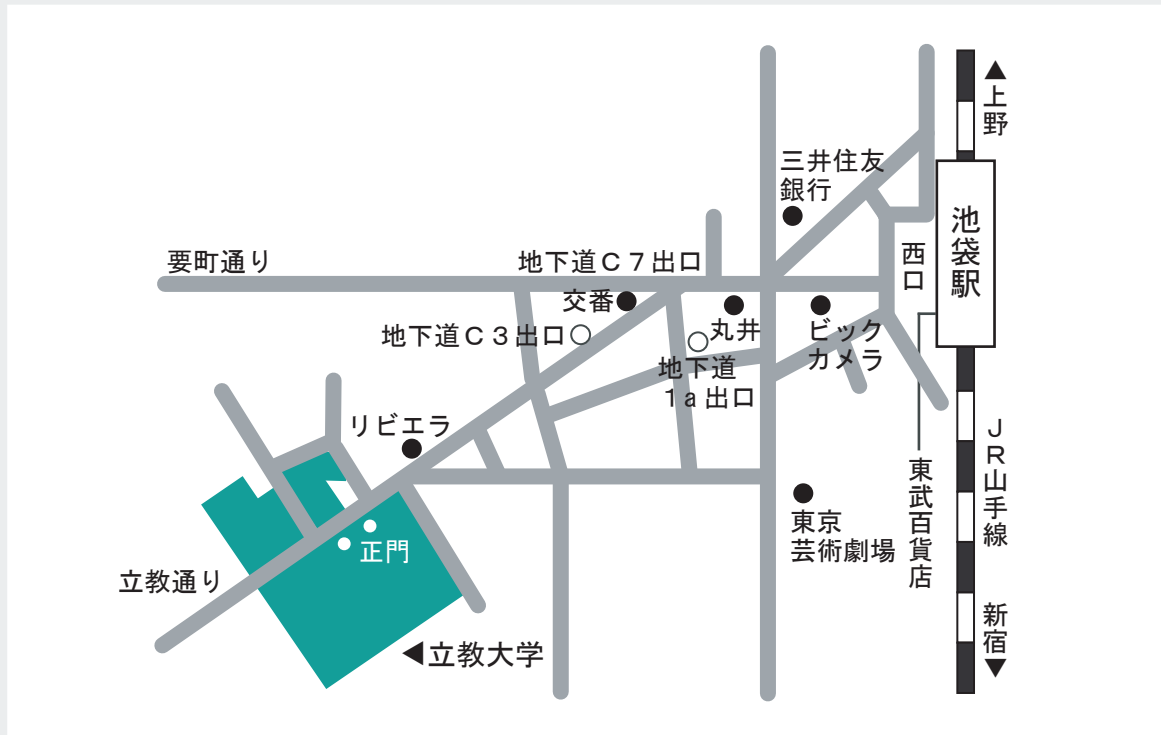 ▲上野
三井住友
銀行
池袋駅
西口
要町通り
地下道C7出口
交番
地下道C3出口
丸井
ビック
カメラ
地下道
1a出口
リビエラ
JR山手線
東武百貨店
東京
芸術劇場
正門
立教通り
◀立教大学
新宿▼